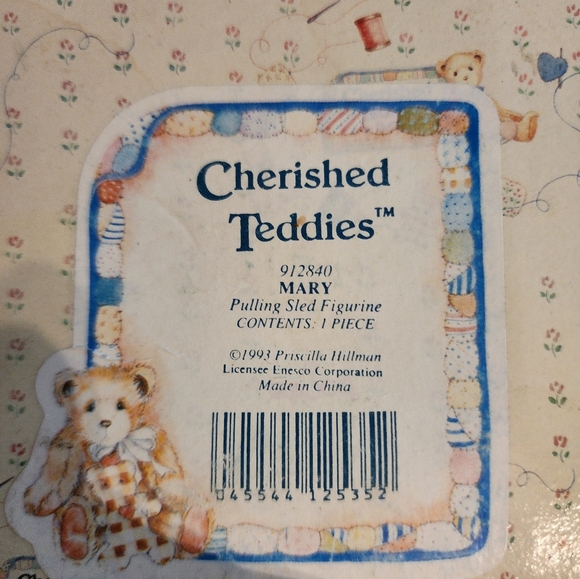 Cherished
Teddies™
912840
MARY
Pulling Sled Figurine
CONTENTS: 1 PIECE
©1993 Priscilla Hillman
Licensee Enesco Corporation
Made in China
045544 125352